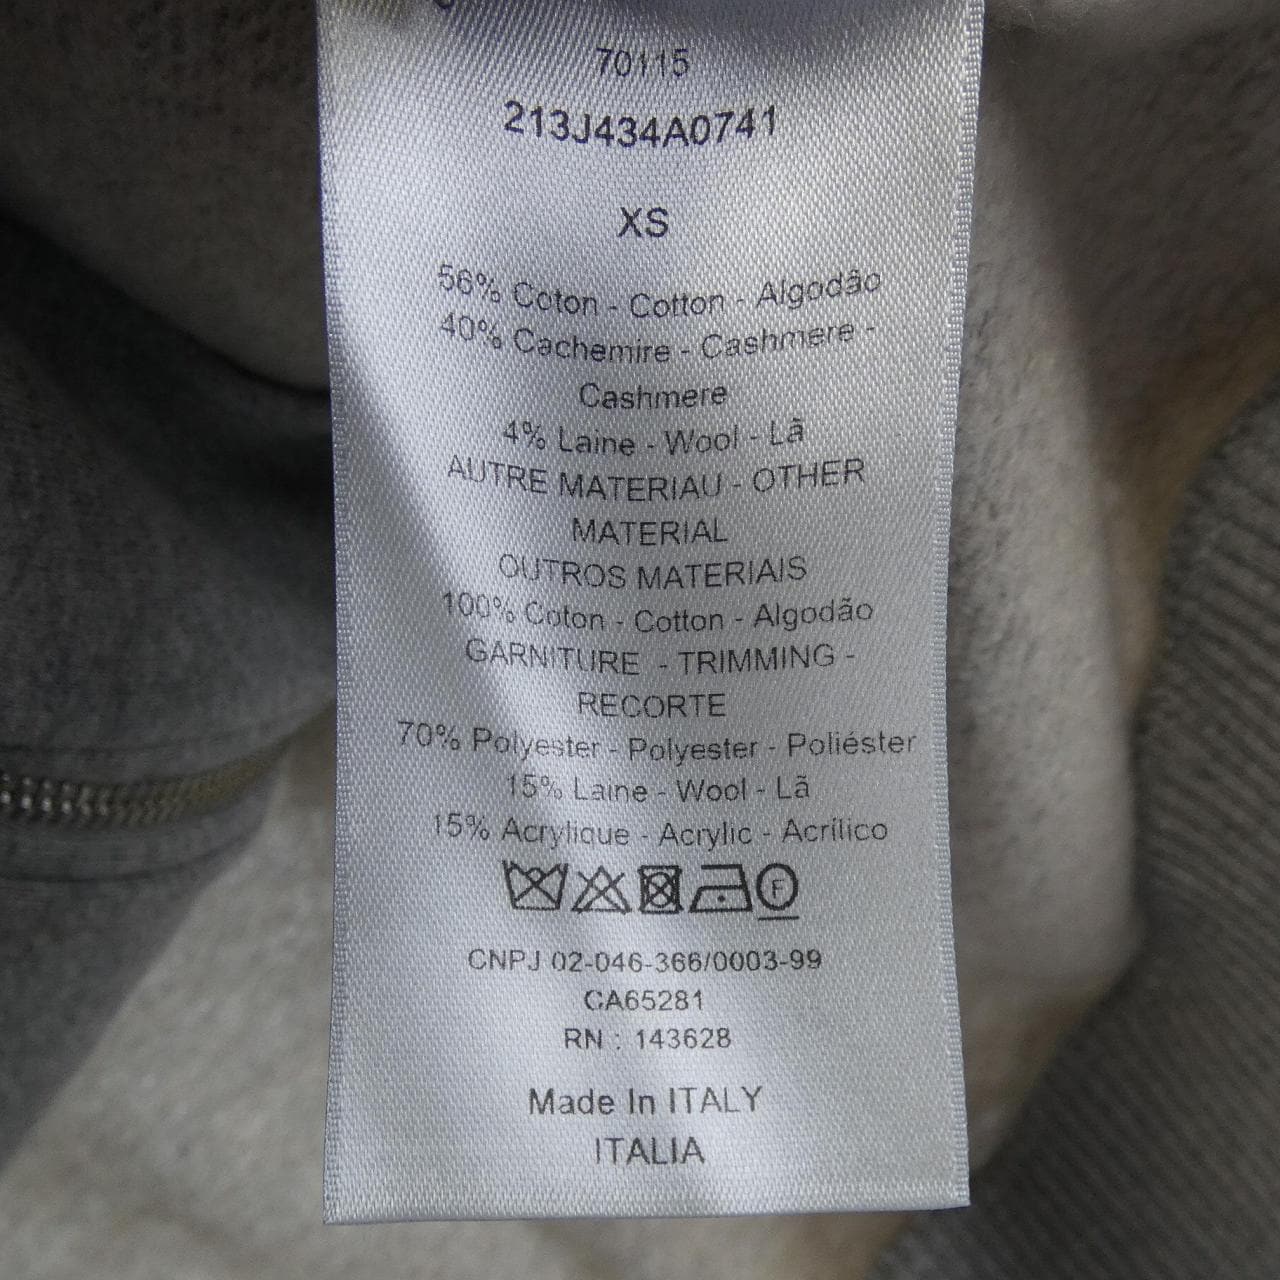 70115
213J434A0741
XS
56% Coton - Cotton - Algodão
40% Cachemire - Cashmere -
Cashmere
4% Laine - Wool - Lã
AUTRE MATERIAU - OTHER
MATERIAL
OUTROS MATERIAIS
100% Coton - Cotton - Algodão
GARNITURE - TRIMMING -
RECORTE
70% Polyester - Polyester - Poliéster
15% Laine - Wool - Lã
15% Acrylique - Acrylic - Acrílico
F
CNPJ 02-046-366/0003-99
CA65281
RN : 143628
Made In ITALY
ITALIA